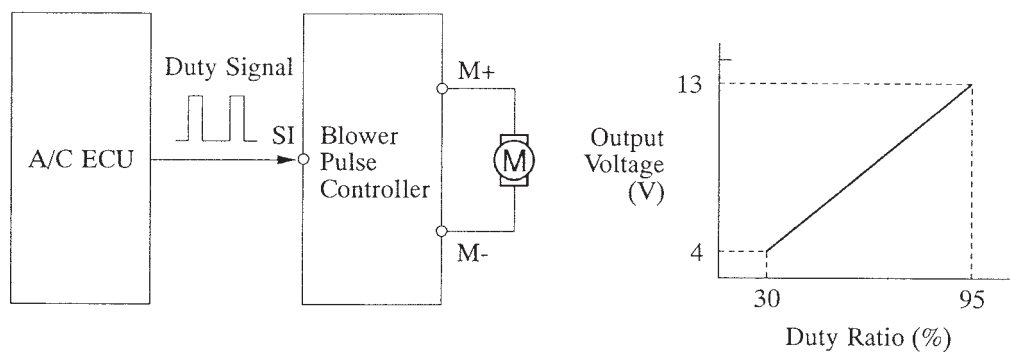 A/C ECU
Duty Signal
SI
Blower
Pulse
Controller
M+
M
M-
Output
Voltage
(V)
13
4
30
95
Duty Ratio (%)